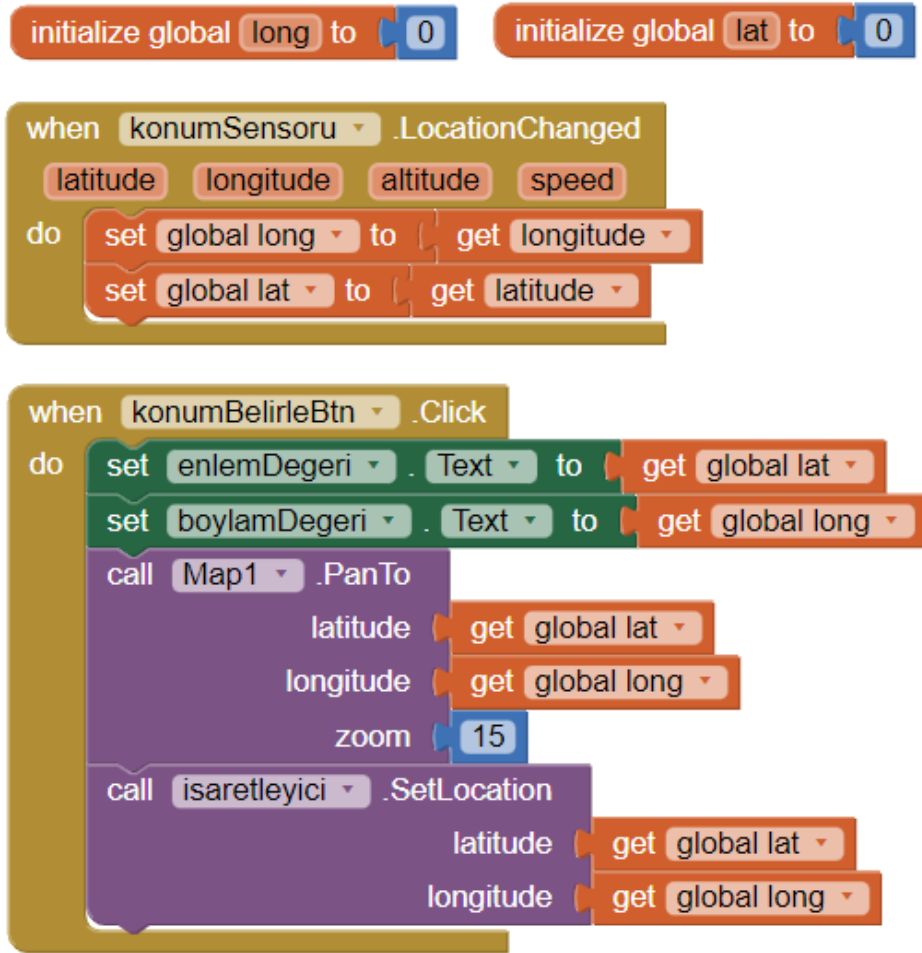 initialize global long to 0
initialize global lat to 0
when konumSensoru .LocationChanged
latitude longitude altitude speed
do set global long to get longitude
set global lat to get latitude
when konumBelirleBtn .Click
do set enlemDegeri . Text to get global lat
set boylamDegeri . Text to get global long
call Map1 .PanTo
latitude get global lat
longitude get global long
zoom 15
call isaretleyici .SetLocation
latitude get global lat
longitude get global long